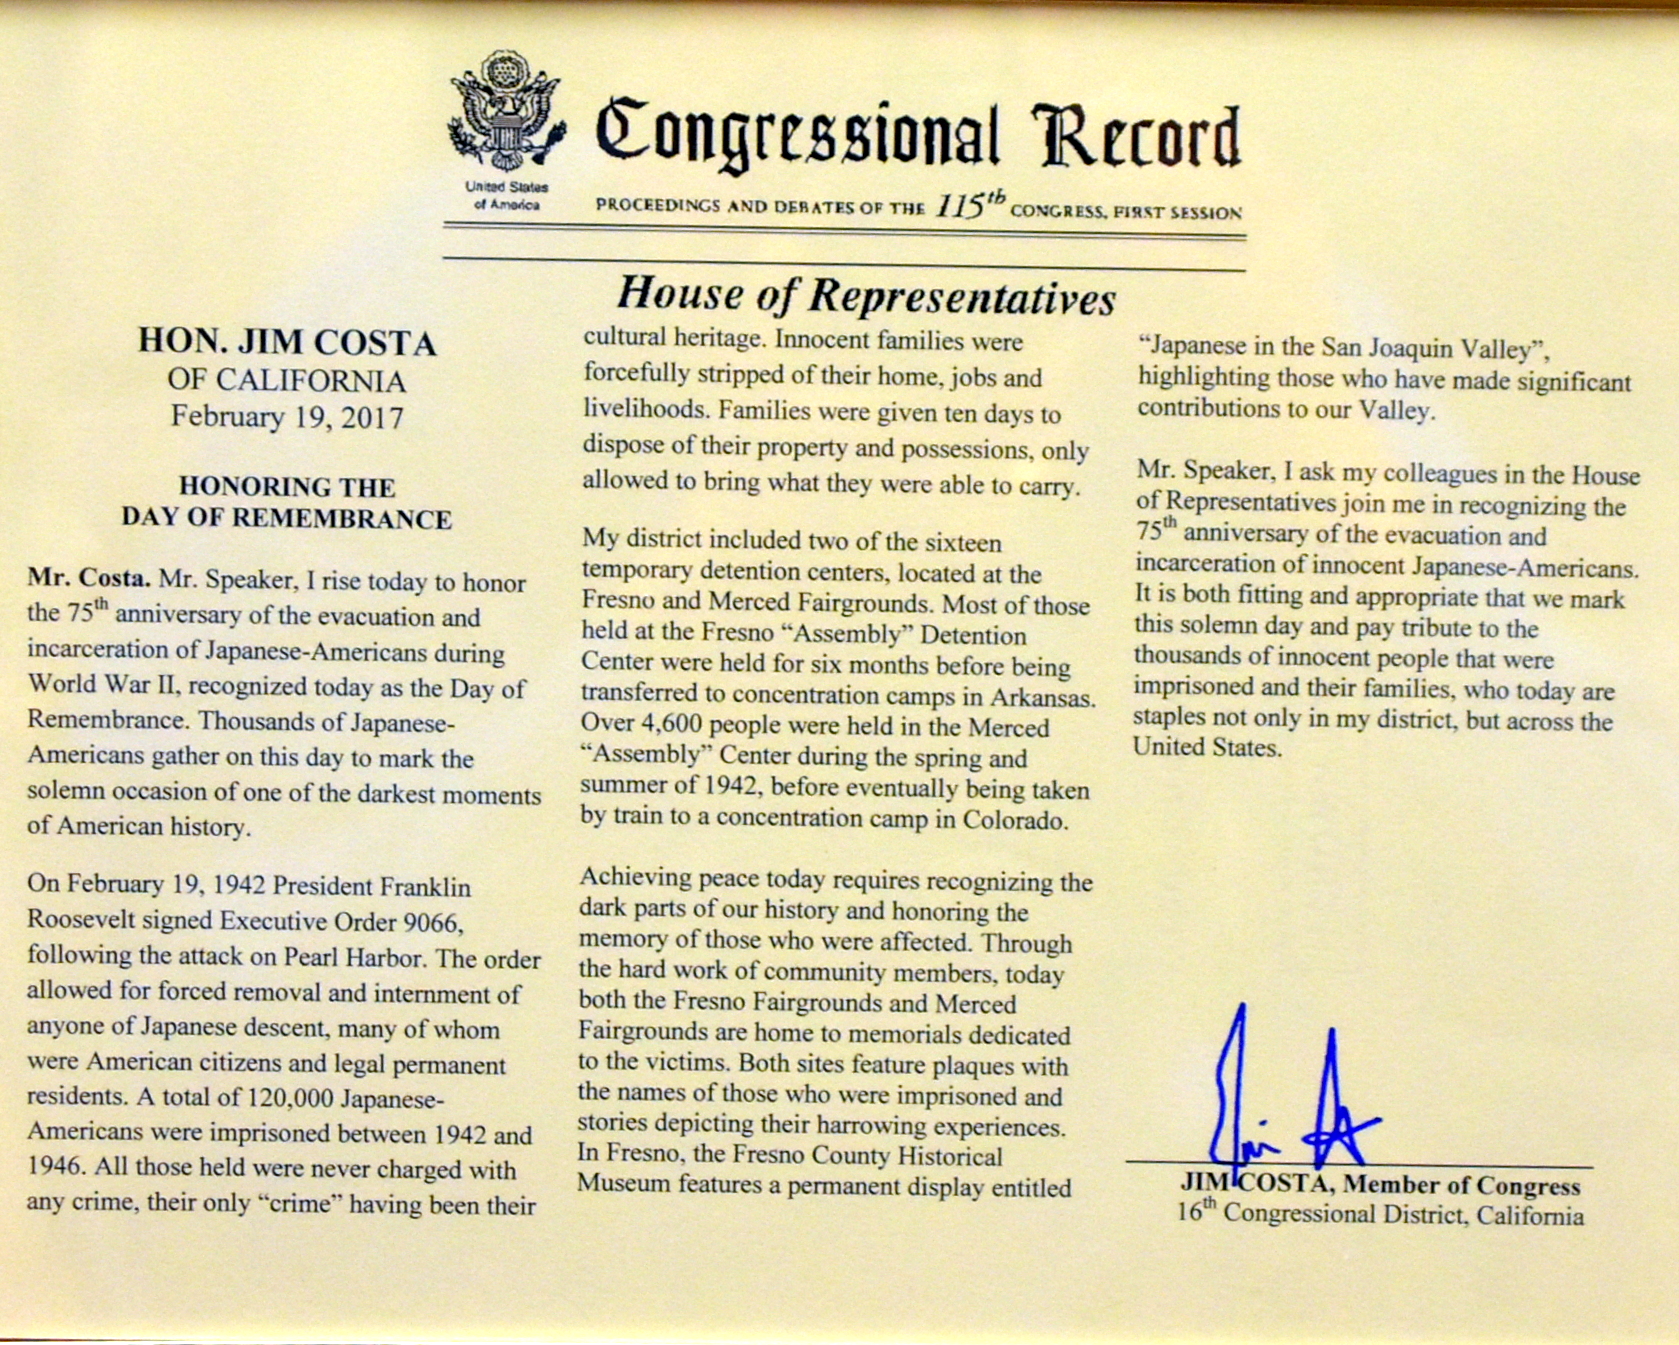 United States
of America
Congressional Record
PROCEEDINGS AND DEBATES OF THE 115th CONGRESS, FIRST SESSION
House of Representatives
HON. JIM COSTA
OF CALIFORNIA
February 19, 2017
HONORING THE
DAY OF REMEMBRANCE
Mr. Costa. Mr. Speaker, I rise today to honor
the 75th anniversary of the evacuation and
incarceration of Japanese-Americans during
World War II, recognized today as the Day of
Remembrance. Thousands of Japanese-
Americans gather on this day to mark the
solemn occasion of one of the darkest moments
of American history.
On February 19, 1942 President Franklin
Roosevelt signed Executive Order 9066,
following the attack on Pearl Harbor. The order
allowed for forced removal and internment of
anyone of Japanese descent, many of whom
were American citizens and legal permanent
residents. A total of 120,000 Japanese-
Americans were imprisoned between 1942 and
1946. All those held were never charged with
any crime, their only “crime” having been their
cultural heritage. Innocent families were
forcefully stripped of their home, jobs and
livelihoods. Families were given ten days to
dispose of their property and possessions, only
allowed to bring what they were able to carry.
My district included two of the sixteen
temporary detention centers, located at the
Fresno and Merced Fairgrounds. Most of those
held at the Fresno “Assembly” Detention
Center were held for six months before being
transferred to concentration camps in Arkansas.
Over 4,600 people were held in the Merced
“Assembly” Center during the spring and
summer of 1942, before eventually being taken
by train to a concentration camp in Colorado.
Achieving peace today requires recognizing the
dark parts of our history and honoring the
memory of those who were affected. Through
the hard work of community members, today
both the Fresno Fairgrounds and Merced
Fairgrounds are home to memorials dedicated
to the victims. Both sites feature plaques with
the names of those who were imprisoned and
stories depicting their harrowing experiences.
In Fresno, the Fresno County Historical
Museum features a permanent display entitled
“Japanese in the San Joaquin Valley”,
highlighting those who have made significant
contributions to our Valley.
Mr. Speaker, I ask my colleagues in the House
of Representatives join me in recognizing the
75th anniversary of the evacuation and
incarceration of innocent Japanese-Americans.
It is both fitting and appropriate that we mark
this solemn day and pay tribute to the
thousands of innocent people that were
imprisoned and their families, who today are
staples not only in my district, but across the
United States.
JIM COSTA, Member of Congress
16th Congressional District, California